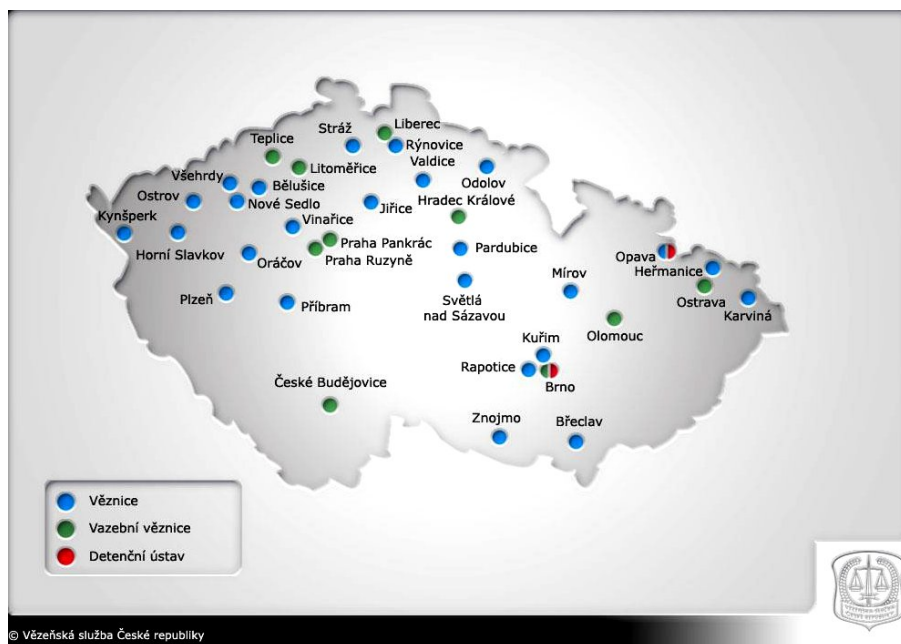 Liberec
Stráž
Teplice
Rýnovice
Valdice
Litoměřice
Odolov
Všehrdy
Bělušice
Ostrov
Nové Sedlo
Jiřice
Hradec Králové
Kynšperk
Vinařice
Praha Pankrác
Pardubice
Horní Slavkov
Oráčov
Praha Ruzyně
Opava
Heřmanice
Mírov
Plzeň
Příbram
Světlá
nad Sázavou
Ostrava
Karviná
Olomouc
Kuřim
Rapotice
Brno
České Budějovice
Znojmo
Břeclav
Věznice
Vazební věznice
Detenční ústav
© Vězeňská služba České republiky